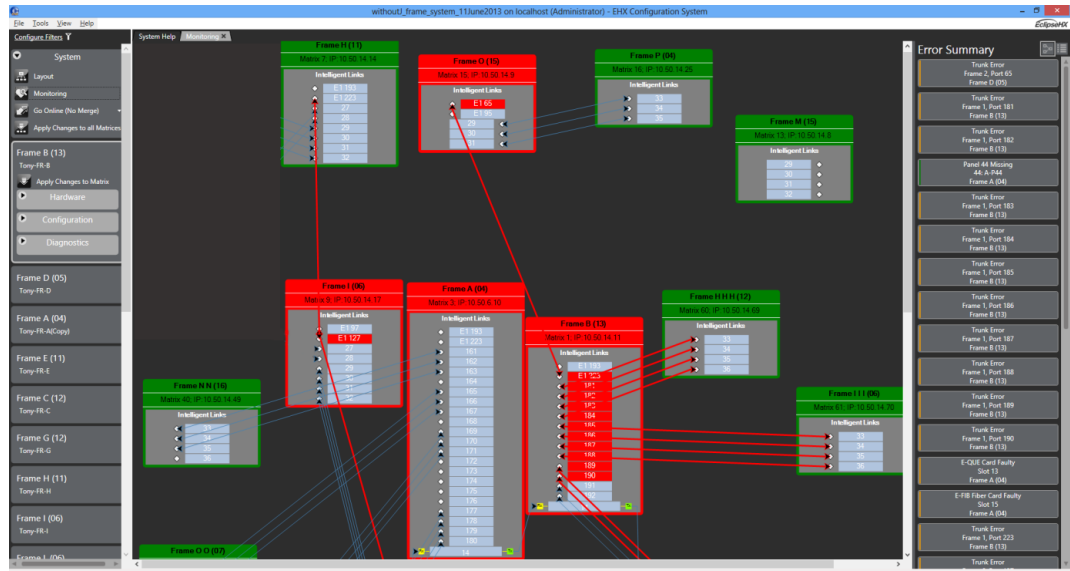 withoutJ_frame_system_11June2013 on localhost (Administrator) - EHX Configuration System
File Tools View Help
EclipseHX
Configure Filters
System
Layout
Monitoring
Go Online (No Merge)
Apply Changes to all Matrices
Frame B (13)
Tony-FR-B
Apply Changes to Matrix
Hardware
Configuration
Diagnostics
Frame D (05)
Tony-FR-D
Frame A (04)
Tony-FR-A(Copy)
Frame E (11)
Tony-FR-E
Frame C (12)
Tony-FR-C
Frame G (12)
Tony-FR-G
Frame H (11)
Tony-FR-H
Frame I (06)
Tony-FR-I
Frame L (06)
System Help
Monitoring
Frame H (11)
Matrix 7: IP:10.50.14.14
Intelligent Links
E1 193
E1 223
27
28
29
30
31
32
Frame O (15)
Matrix 15: IP:10.50.14.9
Intelligent Links
E1 65
E1 95
29
30
31
Frame P (04)
Matrix 16: IP:10.50.14.25
Intelligent Links
33
34
35
Frame M (15)
Matrix 13: IP:10.50.14.8
Intelligent Links
29
30
31
32
Frame I (06)
Matrix 9: IP:10.50.14.17
Intelligent Links
E1 97
E1 127
27
28
29
30
31
32
Frame A (04)
Matrix 3: IP:10.50.6.10
Intelligent Links
E1 193
E1 223
161
162
163
164
165
166
167
168
169
170
171
172
173
174
175
176
177
178
179
180
14
Frame B (13)
Matrix 1: IP:10.50.14.11
Intelligent Links
E1 193
E1 223
181
182
183
184
185
186
187
188
189
190
191
192
Frame H H H (12)
Matrix 60: IP:10.50.14.69
Intelligent Links
33
34
35
36
Frame I I I (06)
Matrix 61: IP:10.50.14.70
Intelligent Links
33
34
35
36
Frame N N (16)
Matrix 40: IP:10.50.14.49
Intelligent Links
33
34
35
36
Frame O O (07)
Error Summary
Trunk Error
Frame 2, Port 65
Frame D (05)
Trunk Error
Frame 1, Port 181
Frame B (13)
Trunk Error
Frame 1, Port 182
Frame B (13)
Panel 44 Missing
44: A-P44
Frame A (04)
Trunk Error
Frame 1, Port 183
Frame B (13)
Trunk Error
Frame 1, Port 184
Frame B (13)
Trunk Error
Frame 1, Port 185
Frame B (13)
Trunk Error
Frame 1, Port 186
Frame B (13)
Trunk Error
Frame 1, Port 187
Frame B (13)
Trunk Error
Frame 1, Port 188
Frame B (13)
Trunk Error
Frame 1, Port 189
Frame B (13)
Trunk Error
Frame 1, Port 190
Frame B (13)
E-QUE Card Faulty
Slot 13
Frame A (04)
E-FIB Fiber Card Faulty
Slot 15
Frame A (04)
Trunk Error
Frame 1, Port 223
Frame B (13)
Trunk Error